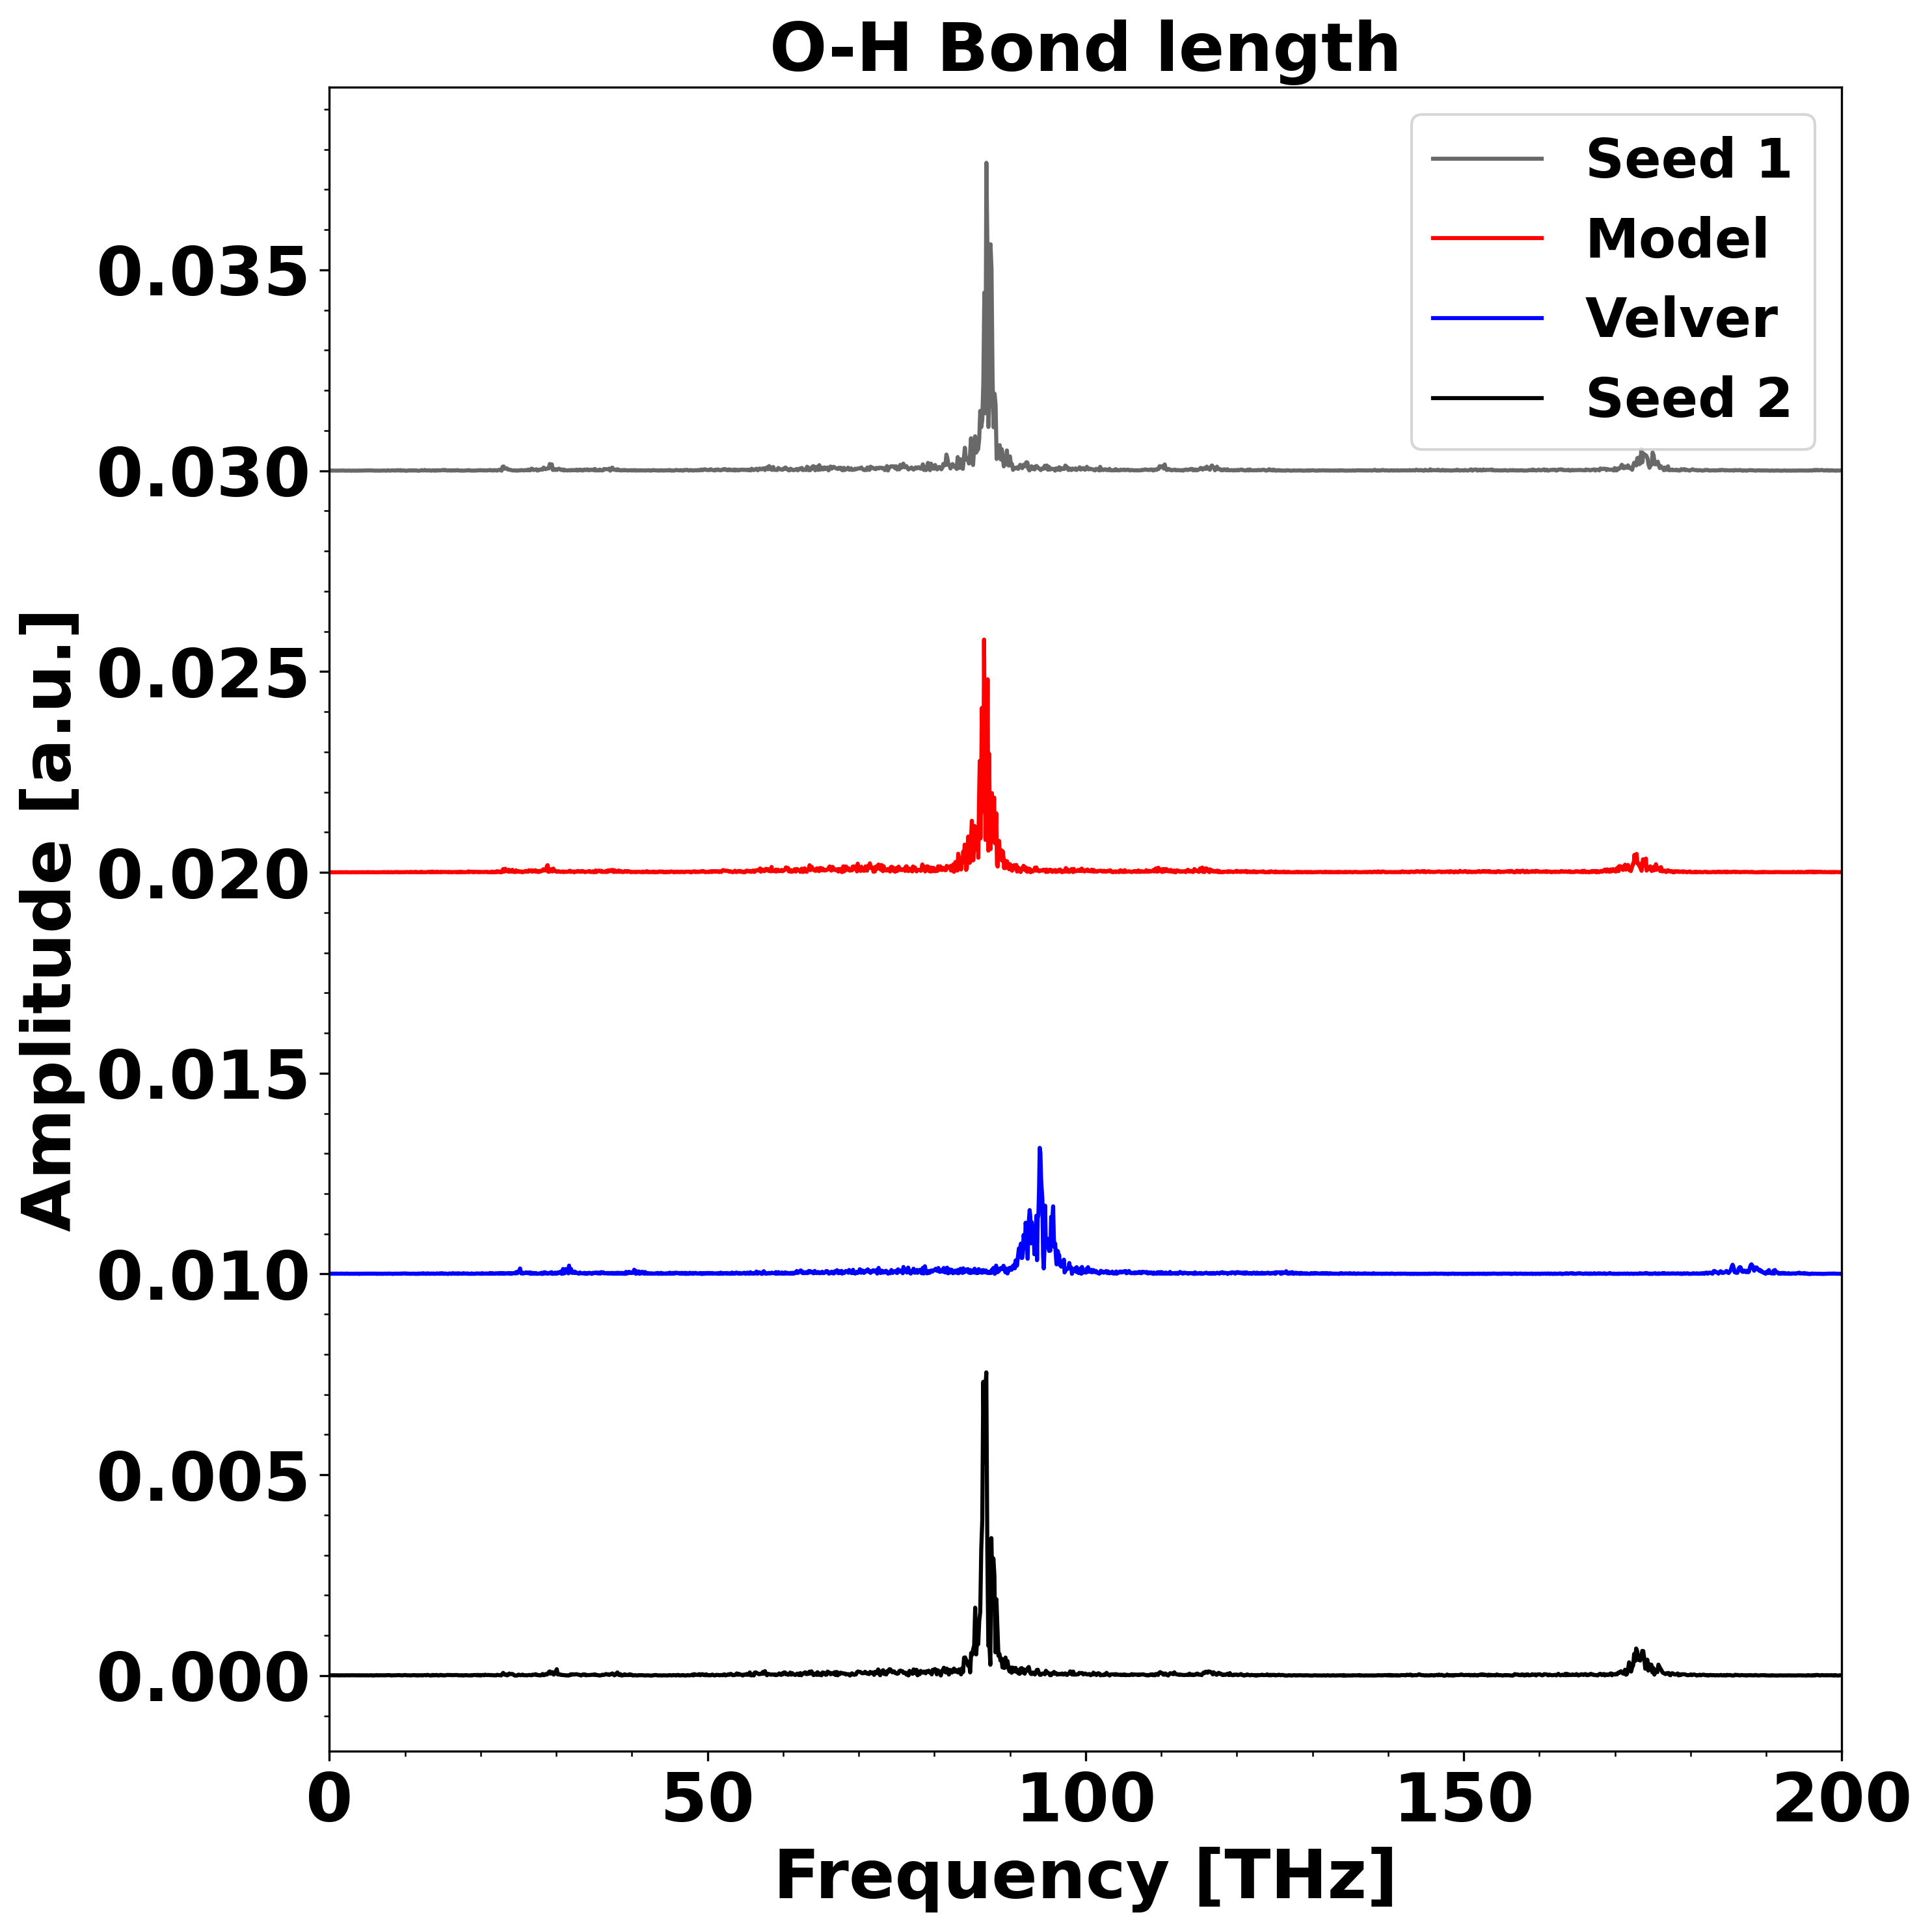 O-H Bond length
Seed 1
Model
Velver
Seed 2
0.035
0.030
0.025
0.020
0.015
0.010
0.005
0.000
Amplitude [a.u.]
0 50 100 150 200
Frequency [THz]